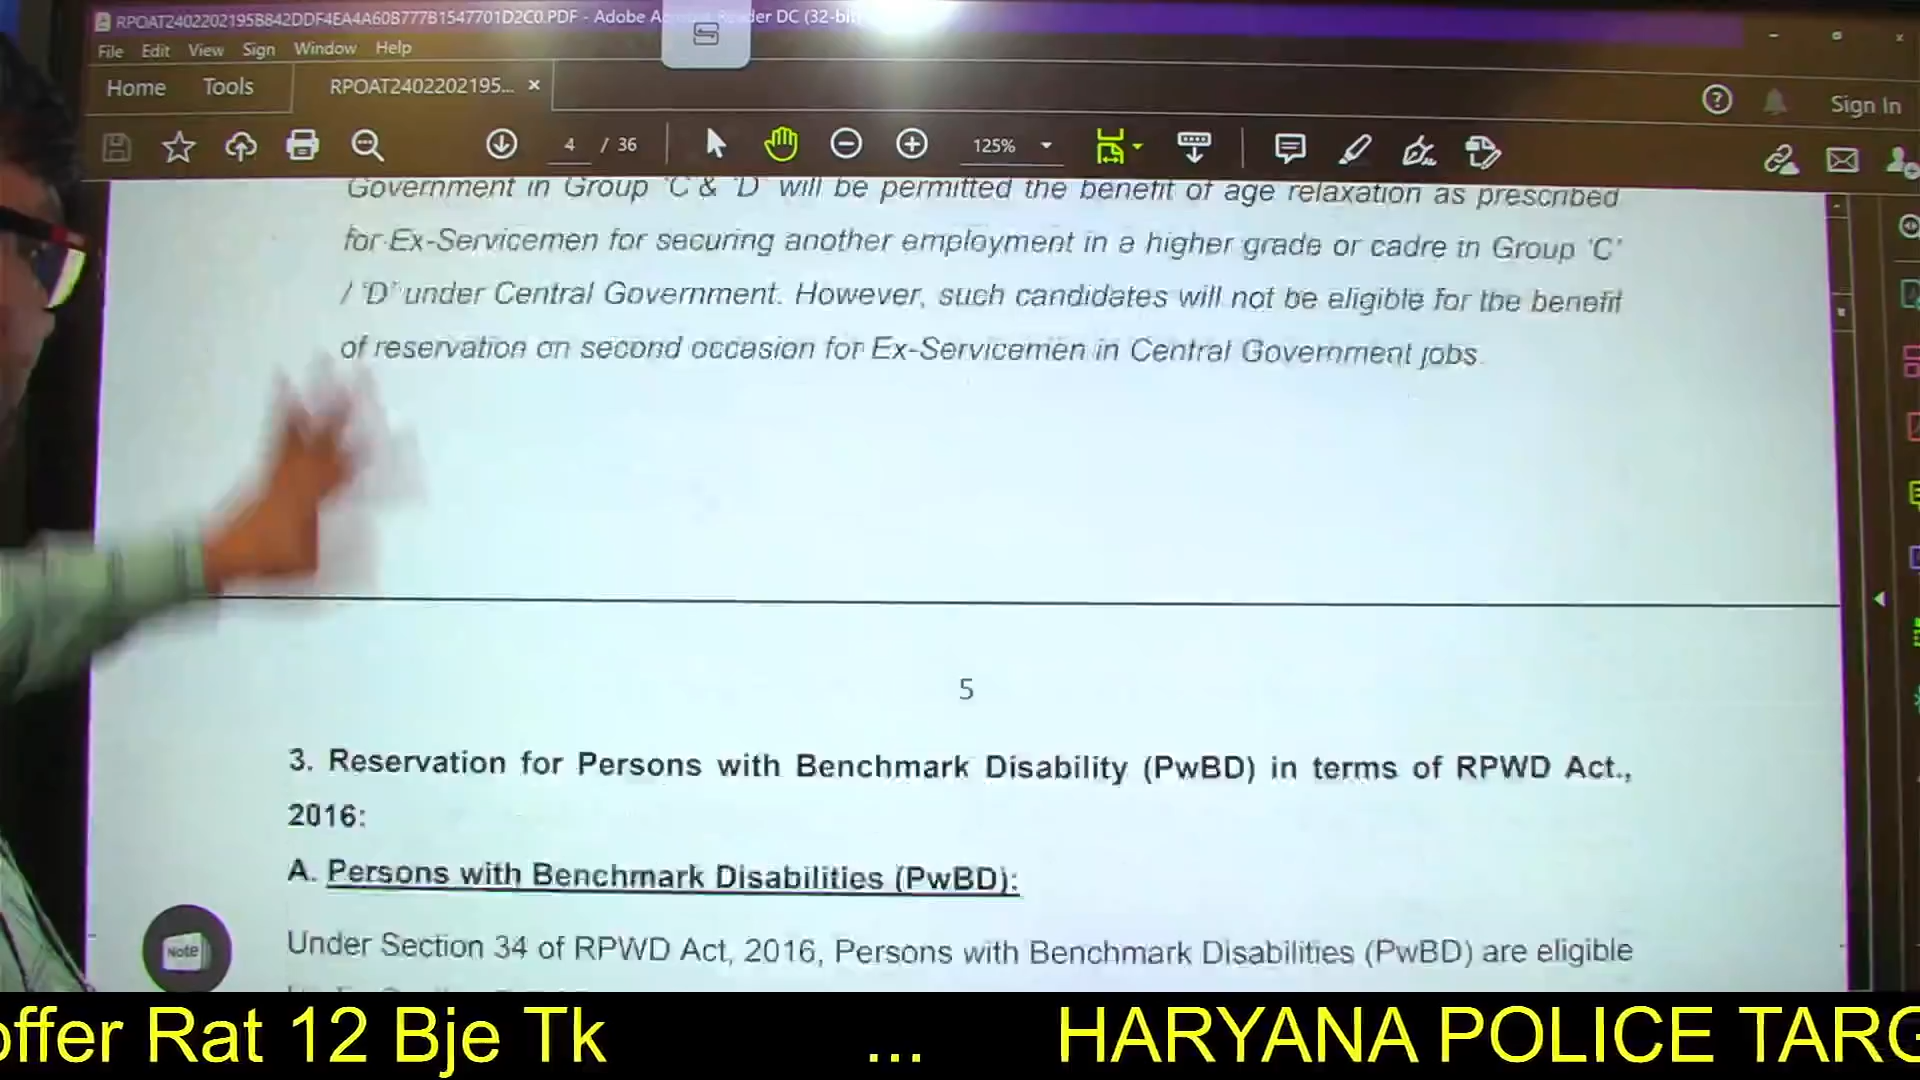 RPOAT2402202195B842DDF4EA4A60B777B1547701D2C0.PDF - Adobe Reader DC (32-bit)
File Edit View Sign Window Help
Home Tools RPOAT2402202195... ×
? Sign In
4 / 36 125%
Government in Group 'C & 'D' will be permitted the benefit of age relaxation as prescribed
for Ex-Servicemen for securing another employment in a higher grade or cadre in Group 'C'
/ 'D' under Central Government. However, such candidates will not be eligible for the benefit
of reservation on second occasion for Ex-Servicemen in Central Government jobs.
5
3. Reservation for Persons with Benchmark Disability (PwBD) in terms of RPWD Act.,
2016:
A. Persons with Benchmark Disabilities (PwBD):
Under Section 34 of RPWD Act, 2016, Persons with Benchmark Disabilities (PwBD) are eligible
Note
offer Rat 12 Bje Tk ... HARYANA POLICE TARG